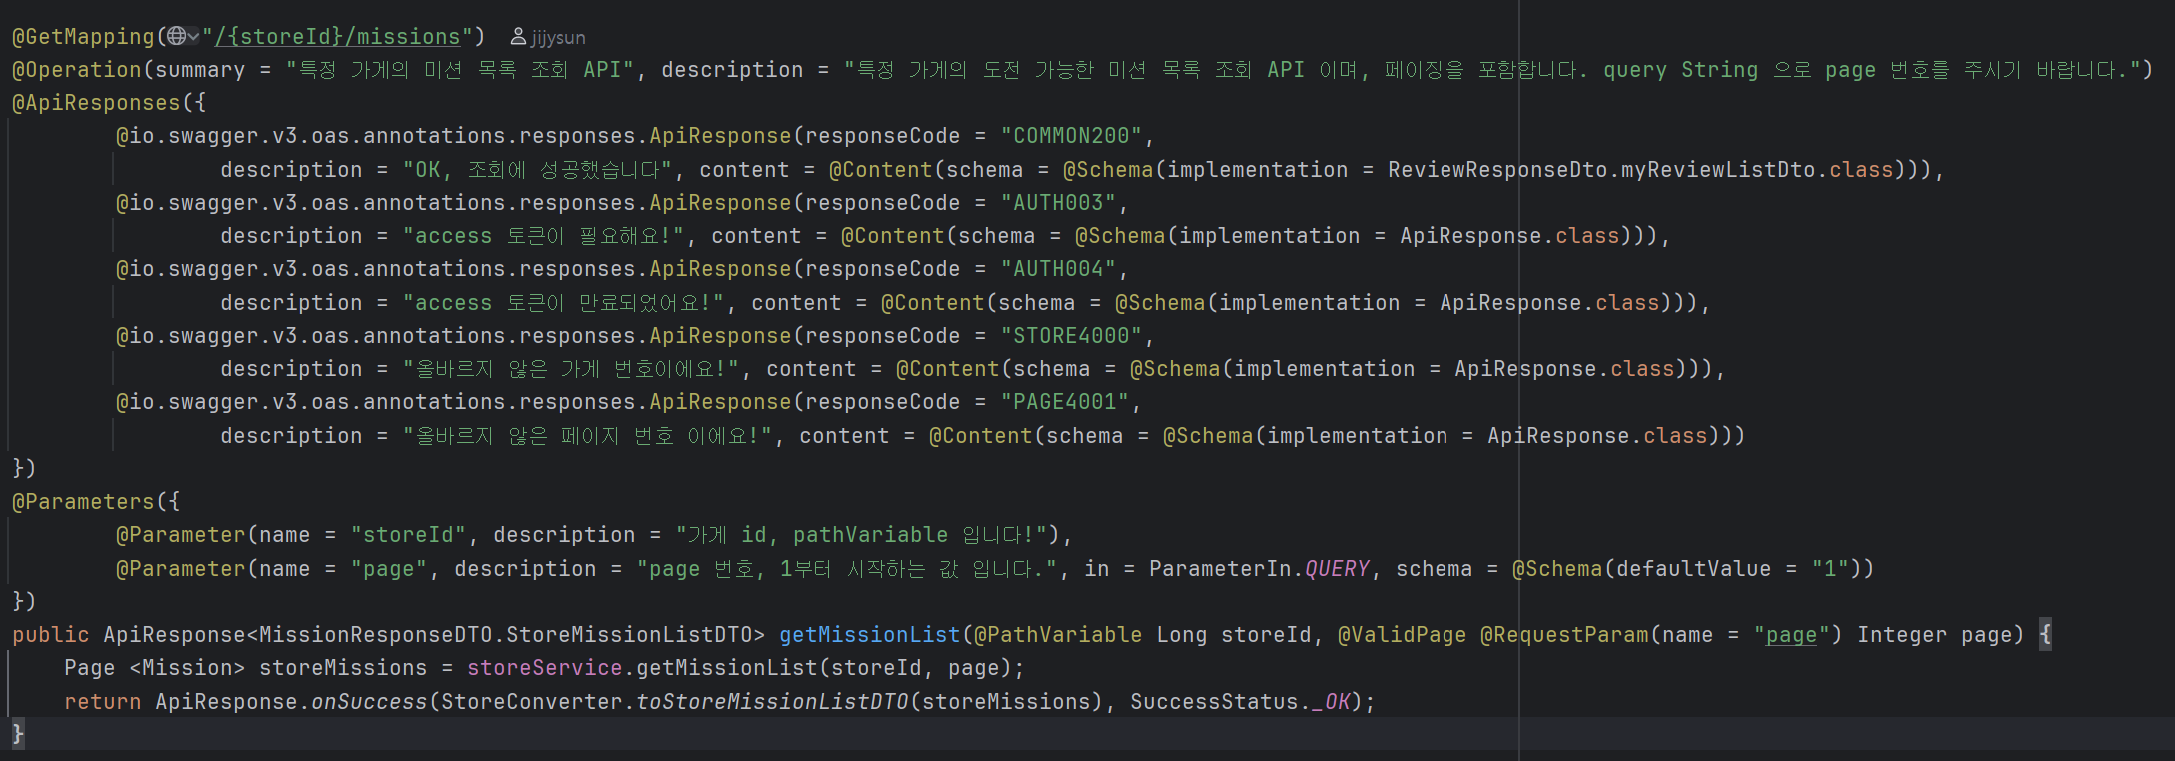 @GetMapping("/{storeId}/missions") jijysun
@Operation(summary = "특정 가게의 미션 목록 조회 API", description = "특정 가게의 도전 가능한 미션 목록 조회 API 이며, 페이징을 포함합니다. query String 으로 page 번호를 주시기 바랍니다.")
@ApiResponses({
@io.swagger.v3.oas.annotations.responses.ApiResponse(responseCode = "COMMON200",
description = "OK, 조회에 성공했습니다", content = @Content(schema = @Schema(implementation = ReviewResponseDto.myReviewListDto.class))),
@io.swagger.v3.oas.annotations.responses.ApiResponse(responseCode = "AUTH003",
description = "access 토큰이 필요해요!", content = @Content(schema = @Schema(implementation = ApiResponse.class))),
@io.swagger.v3.oas.annotations.responses.ApiResponse(responseCode = "AUTH004",
description = "access 토큰이 만료되었어요!", content = @Content(schema = @Schema(implementation = ApiResponse.class))),
@io.swagger.v3.oas.annotations.responses.ApiResponse(responseCode = "STORE4000",
description = "올바르지 않은 가게 번호이에요!", content = @Content(schema = @Schema(implementation = ApiResponse.class))),
@io.swagger.v3.oas.annotations.responses.ApiResponse(responseCode = "PAGE4001",
description = "올바르지 않은 페이지 번호 이에요!", content = @Content(schema = @Schema(implementation = ApiResponse.class)))
})
@Parameters({
@Parameter(name = "storeId", description = "가게 id, pathVariable 입니다!"),
@Parameter(name = "page", description = "page 번호, 1부터 시작하는 값 입니다.", in = ParameterIn.QUERY, schema = @Schema(defaultValue = "1"))
})
public ApiResponse<MissionResponseDTO.StoreMissionListDTO> getMissionList(@PathVariable Long storeId, @ValidPage @RequestParam(name = "page") Integer page) {
Page <Mission> storeMissions = storeService.getMissionList(storeId, page);
return ApiResponse.onSuccess(StoreConverter.toStoreMissionListDTO(storeMissions), SuccessStatus._OK);
}